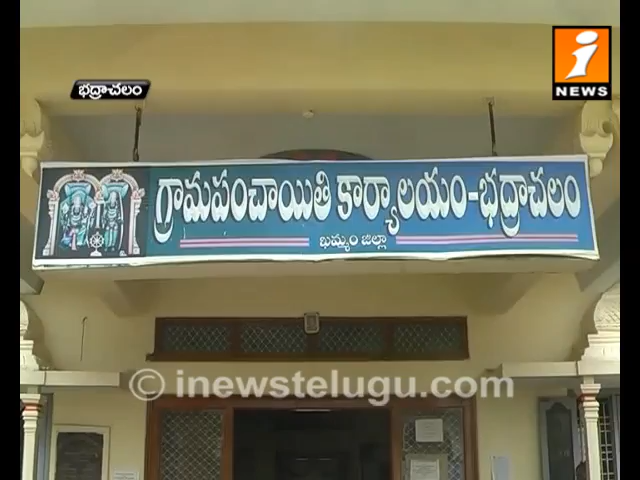 i
NEWS
భద్రాచలం
గ్రామపంచాయితి కార్యాలయం-భద్రాచలం
ఖమ్మం జిల్లా
© inewstelugu.com